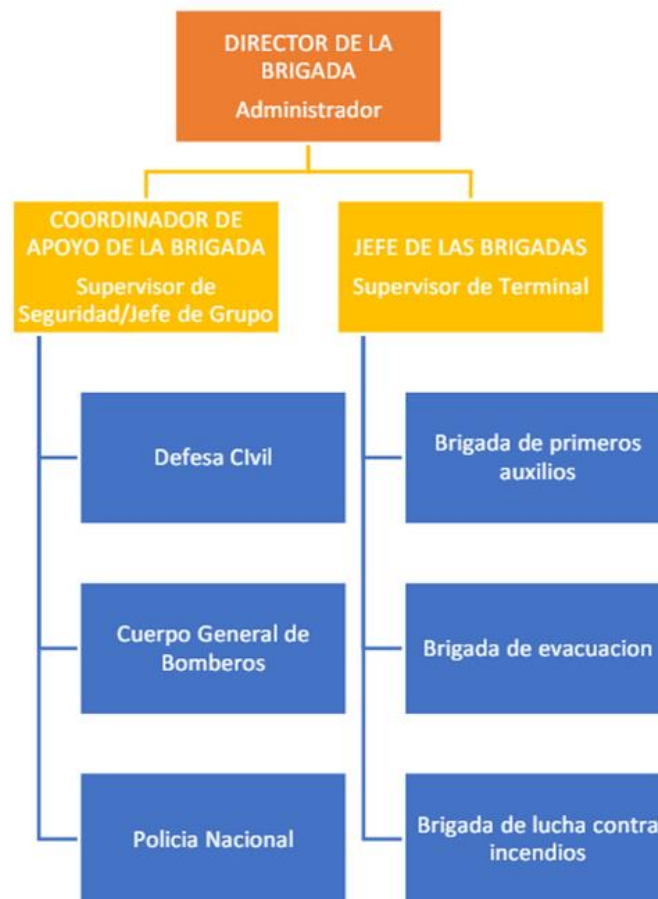 DIRECTOR DE LA
BRIGADA
Administrador
COORDINADOR DE
APOYO DE LA BRIGADA
Supervisor de
Seguridad/Jefe de Grupo
JEFE DE LAS BRIGADAS
Supervisor de Terminal
Defesa CIvil
Brigada de primeros
auxilios
Cuerpo General de
Bomberos
Brigada de evacuacion
Policia Nacional
Brigada de lucha contra
incendios